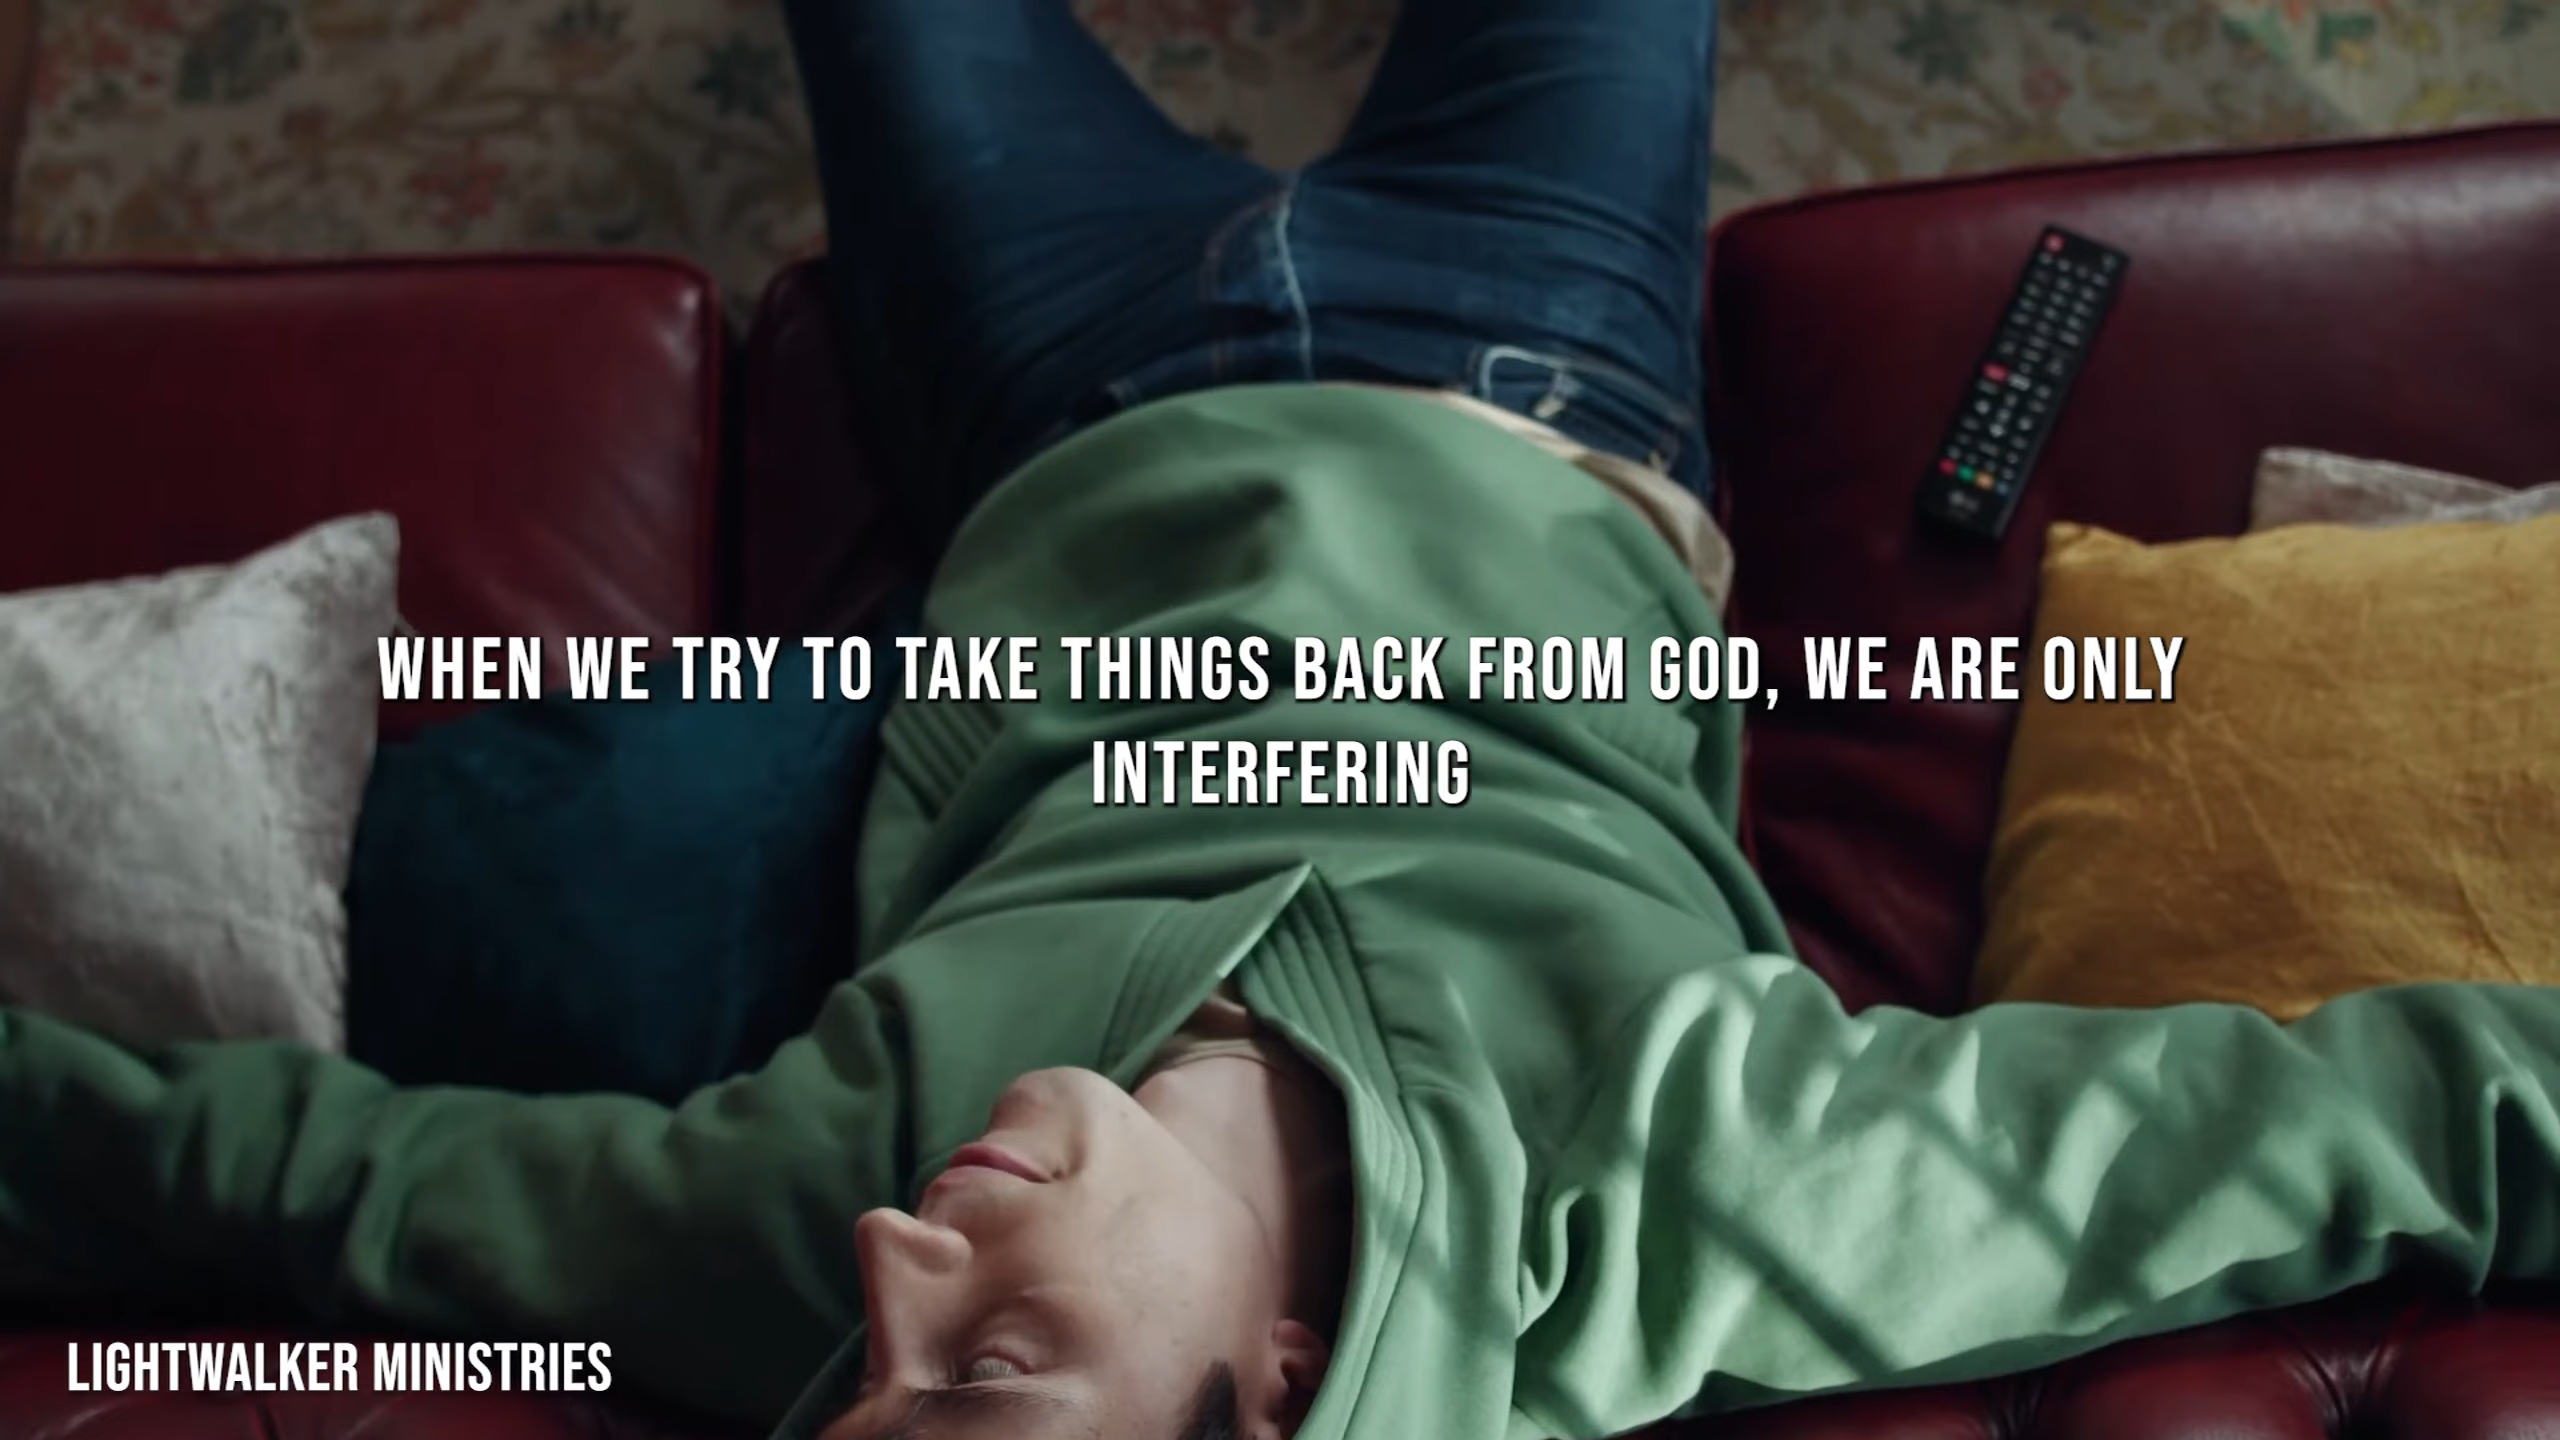 WHEN WE TRY TO TAKE THINGS BACK FROM GOD, WE ARE ONLY
INTERFERING
LIGHTWALKER MINISTRIES